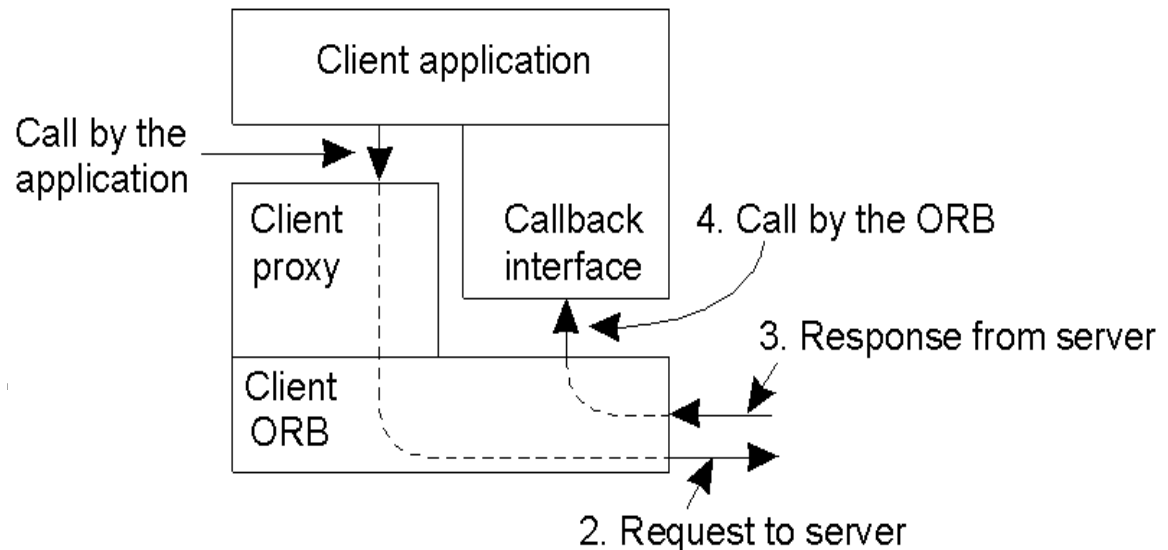 Client application
Call by the
application
Client
proxy
Callback
interface
4. Call by the ORB
3. Response from server
Client
ORB
2. Request to server